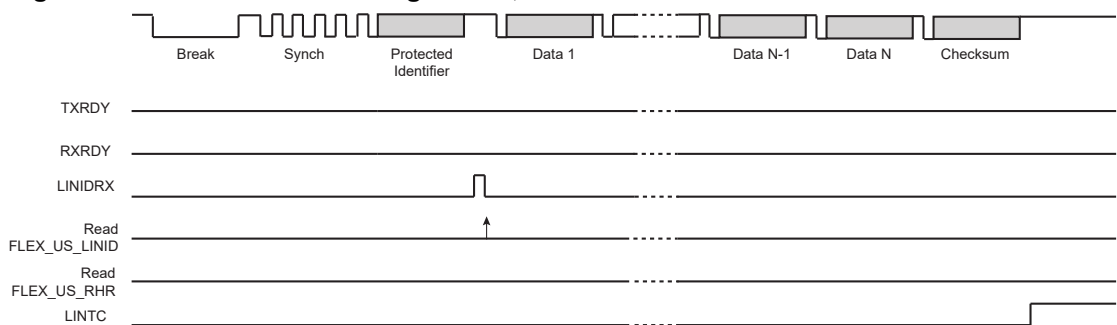 Break Synch Protected Data 1 Data N-1 Data N Checksum
Identifier
TXRDY
RXRDY
LINIDRX
Read
FLEX_US_LINID
Read
FLEX_US_RHR
LINTC